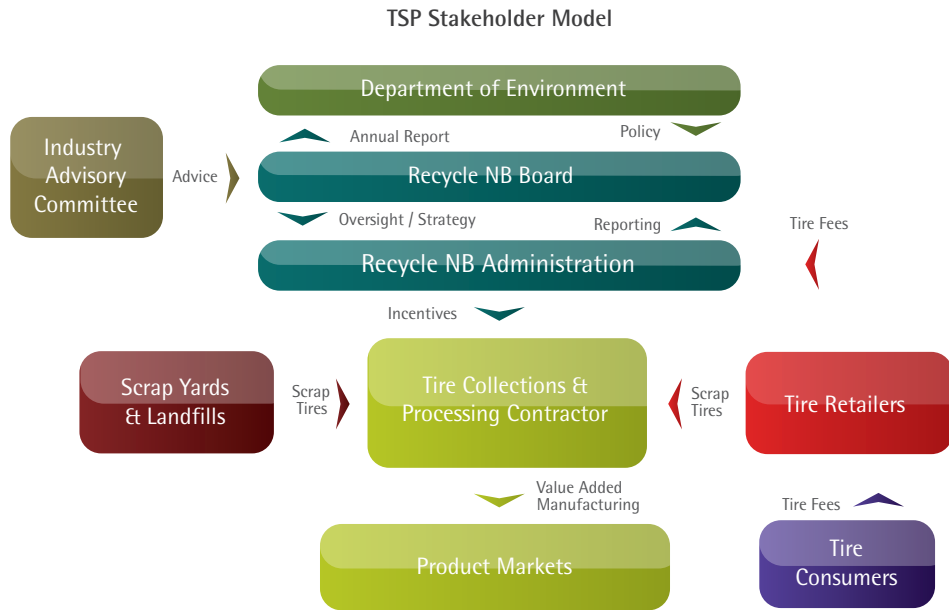 TSP Stakeholder Model
Department of Environment
Annual Report
Policy
Industry
Advisory
Committee
Advice
Recycle NB Board
Oversight / Strategy
Reporting
Tire Fees
Recycle NB Administration
Incentives
Scrap Yards
& Landfills
Scrap
Tires
Tire Collections &
Processing Contractor
Scrap
Tires
Tire Retailers
Value Added
Manufacturing
Tire Fees
Product Markets
Tire
Consumers